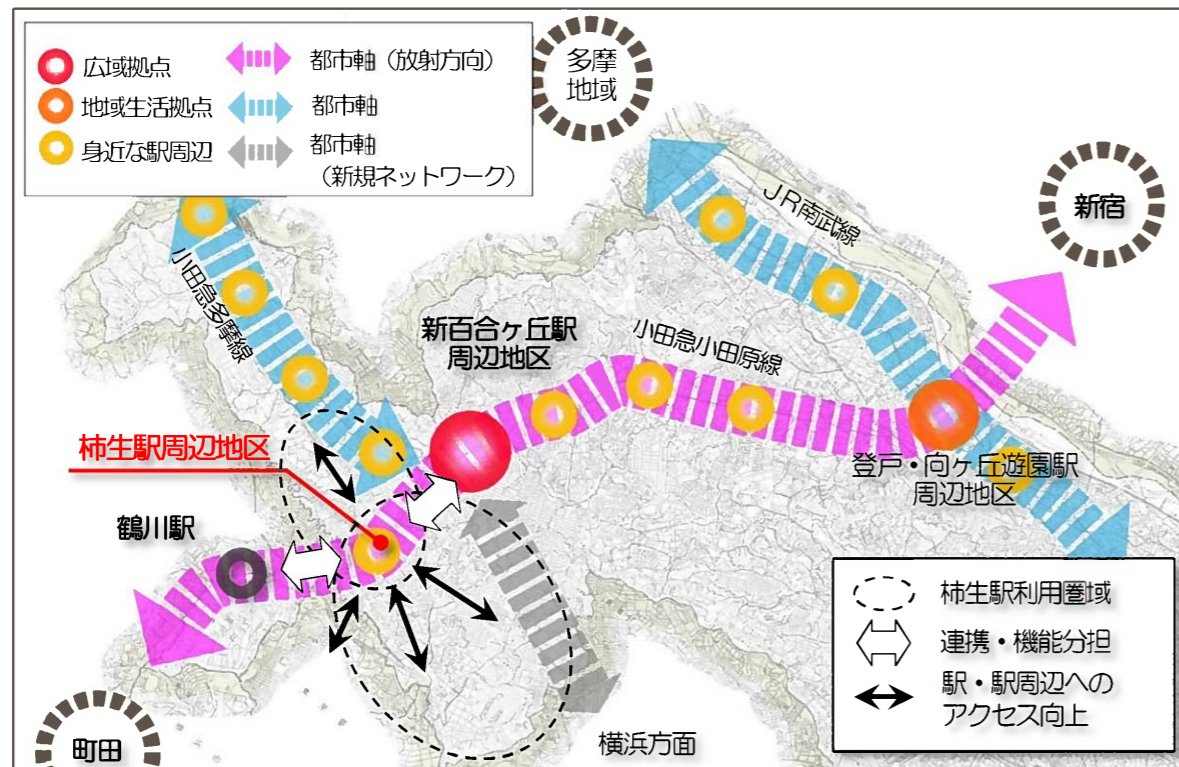 広域拠点
地域生活拠点
身近な駅周辺
都市軸（放射方向）
都市軸
都市軸
（新規ネットワーク）
多摩
地域
新宿
JR南武線
小田急多摩線
新百合ヶ丘駅
周辺地区
小田急小田原線
柿生駅周辺地区
登戸・向ヶ丘遊園駅
周辺地区
鶴川駅
柿生駅利用圏域
連携・機能分担
駅・駅周辺への
アクセス向上
横浜方面
町田